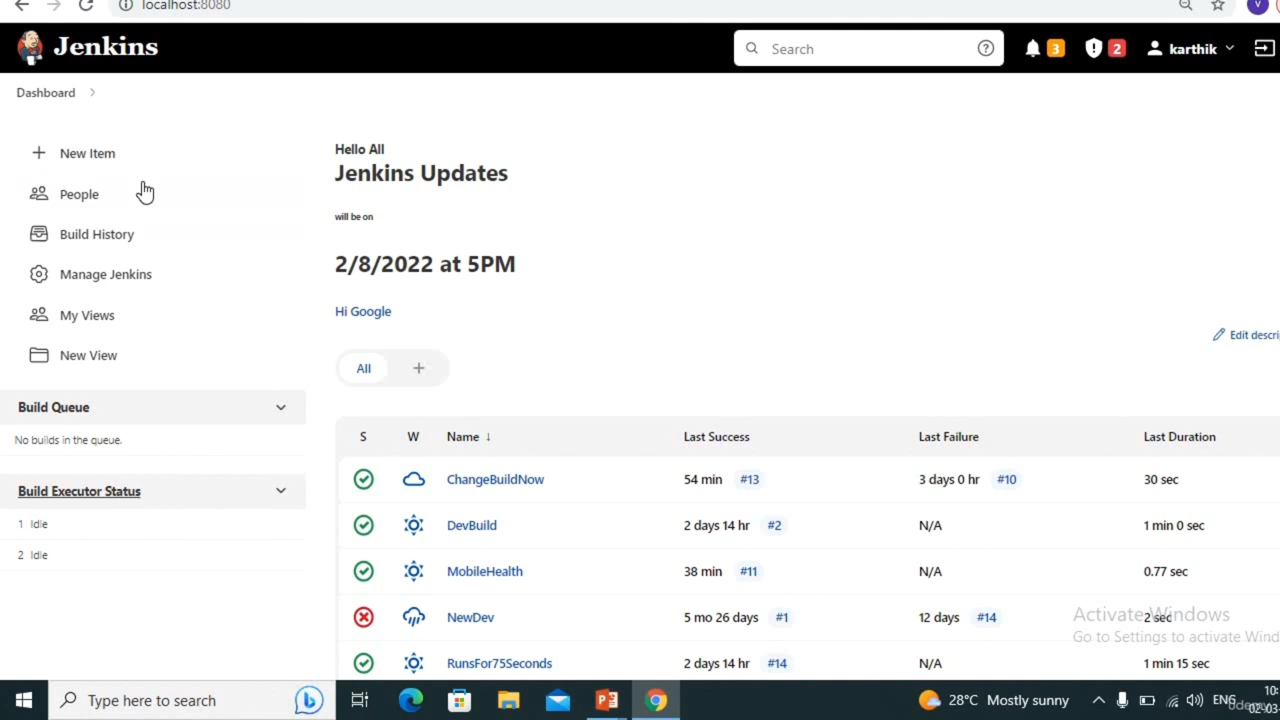 localhost:8080
V
Jenkins
Search
3
2
karthik
Dashboard
New Item
People
Build History
Manage Jenkins
My Views
New View
Build Queue
No builds in the queue.
Build Executor Status
1 Idle
2 Idle
Hello All
Jenkins Updates
will be on
2/8/2022 at 5PM
Hi Google
Edit descri
All
S W Name ↓ Last Success Last Failure Last Duration
ChangeBuildNow 54 min #13 3 days 0 hr #10 30 sec
DevBuild 2 days 14 hr #2 N/A 1 min 0 sec
MobileHealth 38 min #11 N/A 0.77 sec
NewDev 5 mo 26 days #1 12 days #14 2 sec
RunsFor75Seconds 2 days 14 hr #14 N/A 1 min 15 sec
Activate Windows
Go to Settings to activate Wind
Type here to search
28°C Mostly sunny
ENG
10:
02-03-